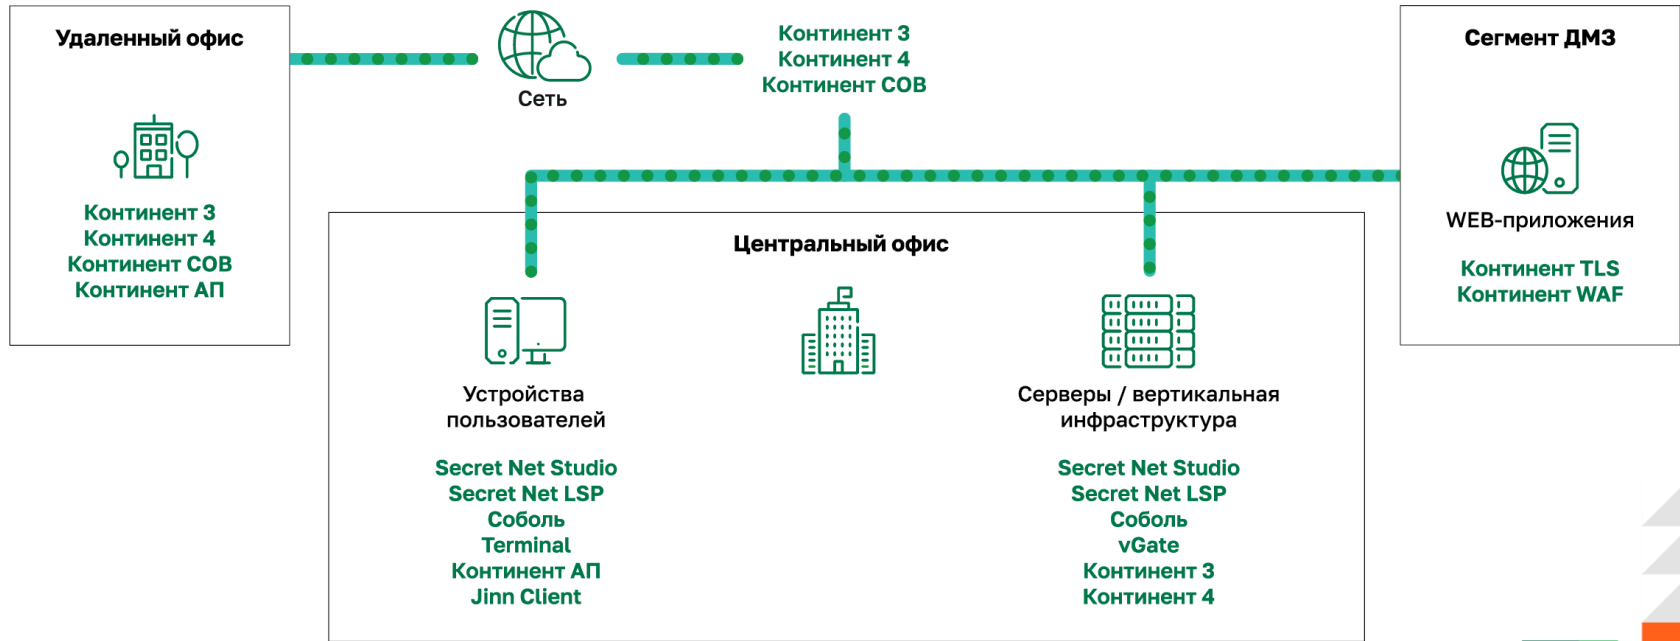 Удаленный офис
Континент 3
Континент 4
Континент СОВ
Континент АП
Сеть
Континент 3
Континент 4
Континент СОВ
Сегмент ДМЗ
WEB-приложения
Континент TLS
Континент WAF
Центральный офис
Устройства
пользователей
Secret Net Studio
Secret Net LSP
Соболь
Terminal
Континент АП
Jinn Client
Серверы / вертикальная
инфраструктура
Secret Net Studio
Secret Net LSP
Соболь
vGate
Континент 3
Континент 4